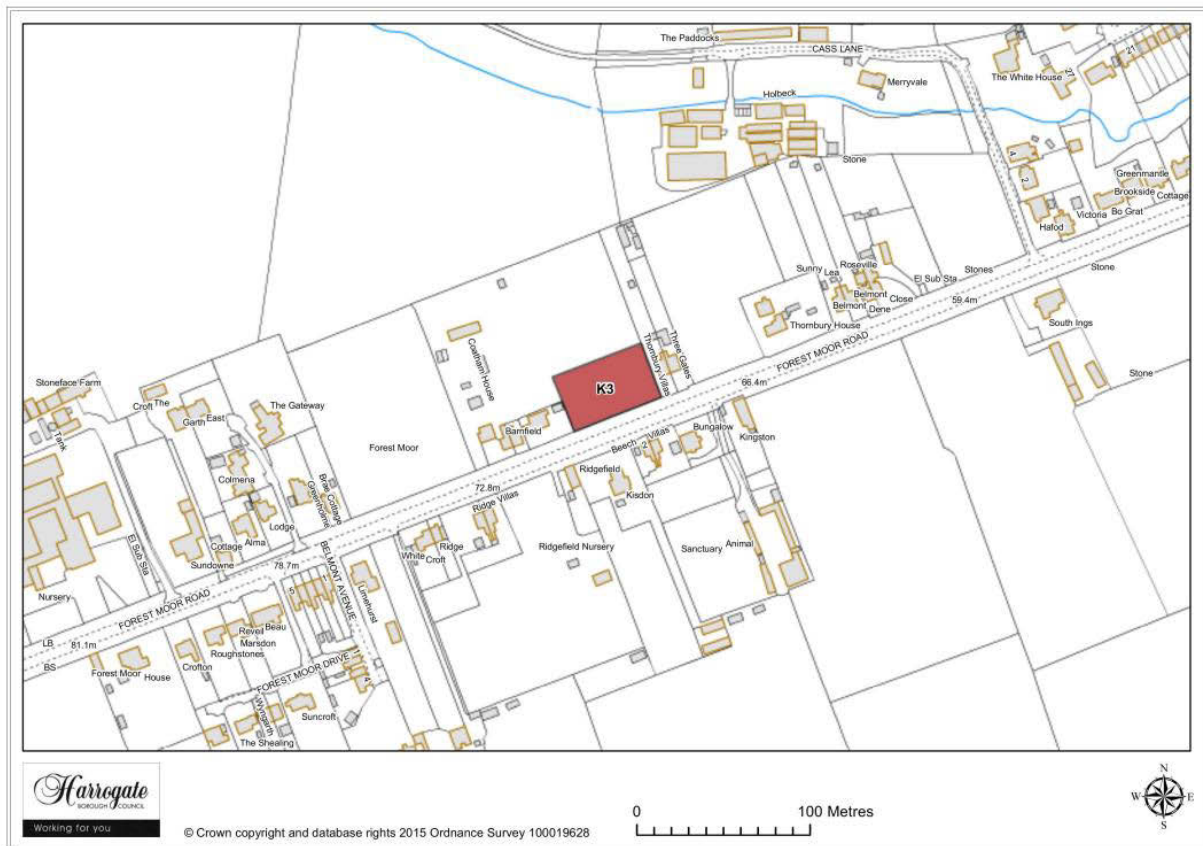 The Paddocks
CASS LANE
21
The White House
27
Merryvale
Holbeck
Stone
4
2
Greenmantle
Brookside
Cottage
Victoria
Bo Grat
Hafod
Roseville
Sunny
Lea
El Sub Sta
Stones
Stone
Belmont
Close
Belmont
Dene
59.4m
Thornbury House
FOREST MOOR ROAD
South Ings
Three Gates
Thornbury Villas
66.4m
Stone
Coatham House
K3
Stoneface Farm
Tank
Croft
The
Garth
East
The Gateway
Barnfield
Forest Moor
Beech
Villas
2
Bungalow
Kingston
Ridgefield
Kisdon
Colmena
Brae Cottage
Greenholme
72.8m
Ridge Villas
Lodge
Alma
Cottage
Sundowne
White
Croft
Ridge
Ridgefield Nursery
Sanctuary
Animal
El Sub Sta
78.7m
BELMONT AVENUE
Nursery
FOREST MOOR ROAD
5
1
Limehurst
LB
81.1m
BS
Reveil
Beau
Marsdon
Roughstones
Crofton
Forest Moor
House
FOREST MOOR DRIVE
1
4
Wyngarth
Suncroft
The Shealing
Harrogate
BOROUGH COUNCIL
Working for you
© Crown copyright and database rights 2015 Ordnance Survey 100019628
0
100 Metres
N
W
E
S